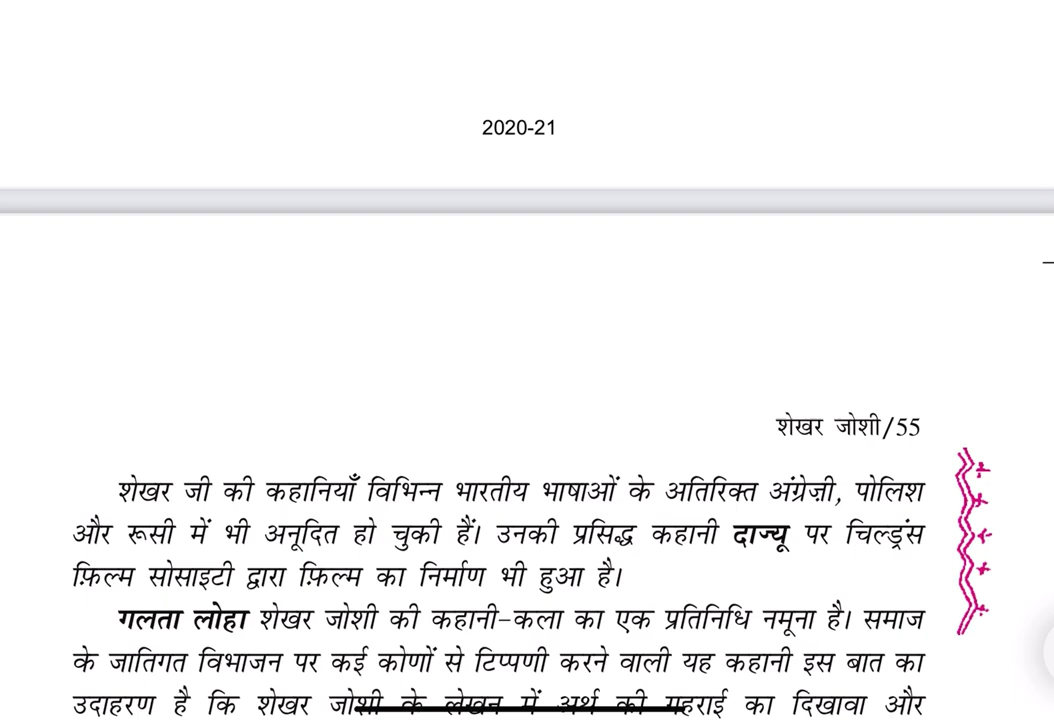 2020-21
शेखर जोशी/55
शेखर जी की कहानियाँ विभिन्न भारतीय भाषाओं के अतिरिक्त अंग्रेज़ी, पोलिश
और रूसी में भी अनूदित हो चुकी हैं। उनकी प्रसिद्ध कहानी दाज्यू पर चिल्ड्रंस
फ़िल्म सोसाइटी द्वारा फ़िल्म का निर्माण भी हुआ है।
गलता लोहा शेखर जोशी की कहानी-कला का एक प्रतिनिधि नमूना है। समाज
के जातिगत विभाजन पर कई कोणों से टिप्पणी करने वाली यह कहानी इस बात का
उदाहरण है कि शेखर जोशी के लेखन में अर्थ की गहराई का दिखावा और